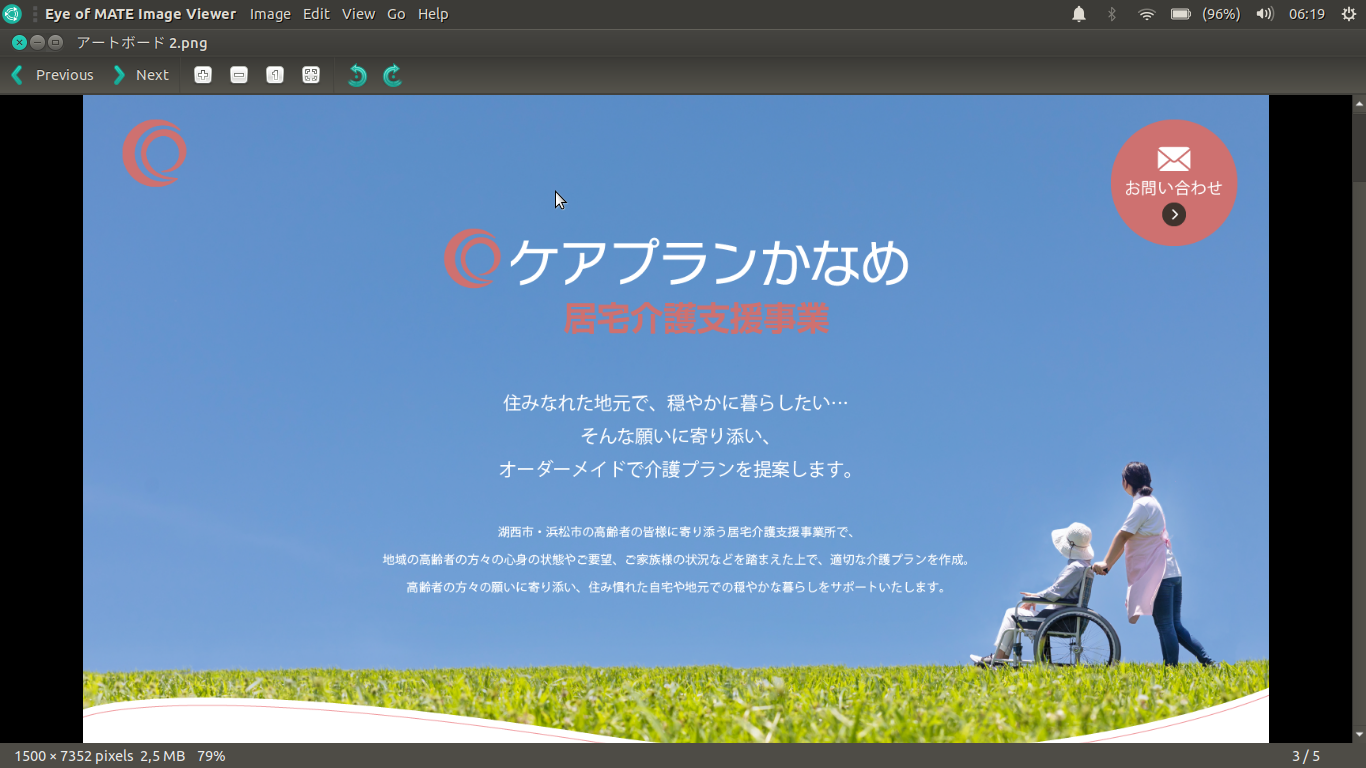 Eye of MATE Image Viewer Image Edit View Go Help (96%) 06:19
アートボード 2.png
Previous Next 1
お問い合わせ
ケアプランかなめ
居宅介護支援事業
住みなれた地元で、穏やかに暮らしたい…
そんな願いに寄り添い、
オーダーメイドで介護プランを提案します。
湖西市・浜松市の高齢者の皆様に寄り添う居宅介護支援事業所で、
地域の高齢者の方々の心身の状態やご要望、ご家族様の状況などを踏まえた上で、適切な介護プランを作成。
高齢者の方々の願いに寄り添い、住み慣れた自宅や地元での穏やかな暮らしをサポートいたします。
1500 × 7352 pixels 2,5 MB 79% 3 / 5